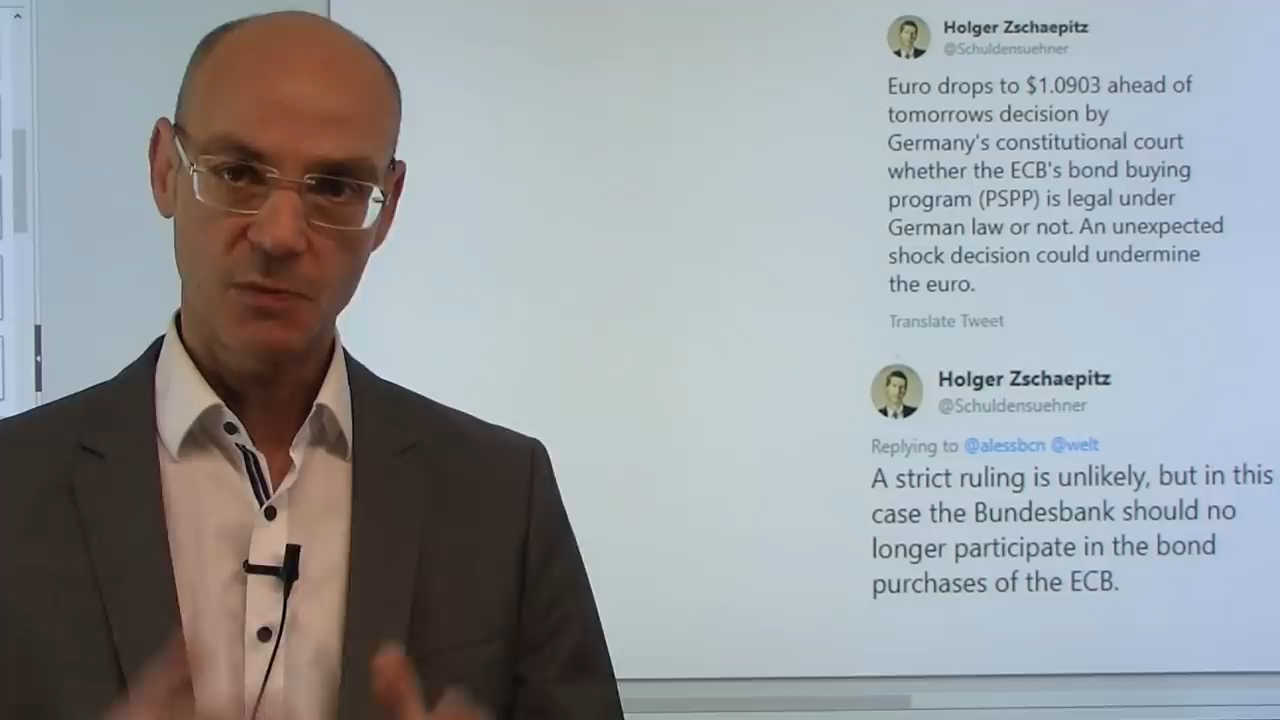 Holger Zschaepitz
@Schuldensuehner
Euro drops to $1.0903 ahead of
tomorrows decision by
Germany's constitutional court
whether the ECB's bond buying
program (PSPP) is legal under
German law or not. An unexpected
shock decision could undermine
the euro.
Translate Tweet
Holger Zschaepitz
@Schuldensuehner
Replying to @alessbcn @welt
A strict ruling is unlikely, but in this
case the Bundesbank should no
longer participate in the bond
purchases of the ECB.